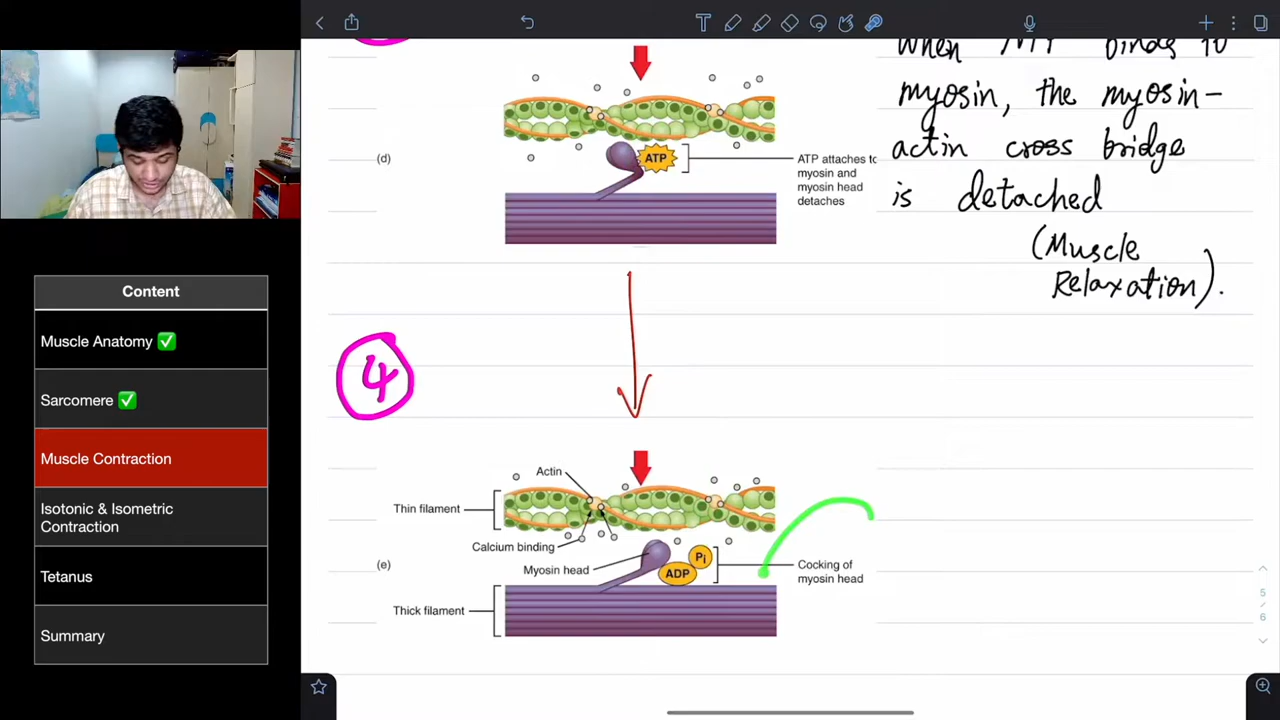 Content
Muscle Anatomy ✅
Sarcomere ✅
Muscle Contraction
Isotonic & Isometric
Contraction
Tetanus
Summary
(d)
ATP
ATP attaches to
myosin and
myosin head
detaches
When ATP binds to
myosin, the myosin-
actin cross bridge
is detached
(Muscle
Relaxation).
4
Actin
Thin filament
Calcium binding
(e)
Myosin head
Pi
ADP
Cocking of
myosin head
Thick filament
5
/
6